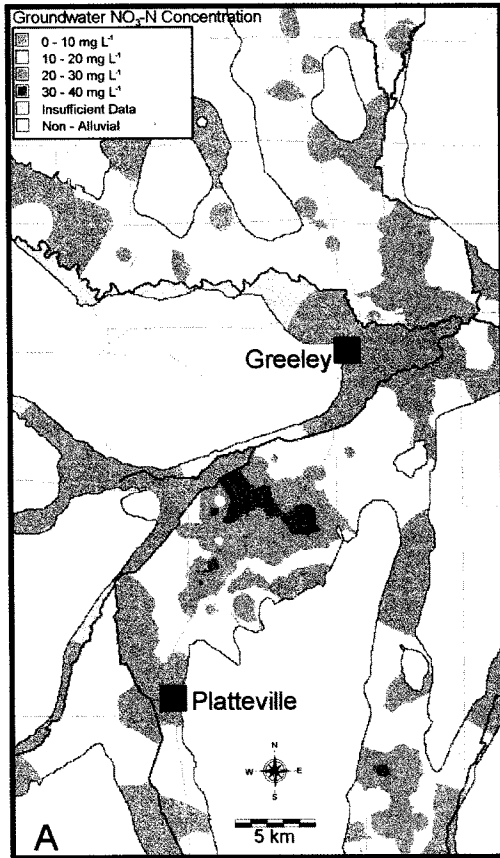 Groundwater NO₃-N Concentration
0 - 10 mg L⁻¹
10 - 20 mg L⁻¹
20 - 30 mg L⁻¹
30 - 40 mg L⁻¹
Insufficient Data
Non - Alluvial
Greeley
Platteville
N
W E
S
5 km
A